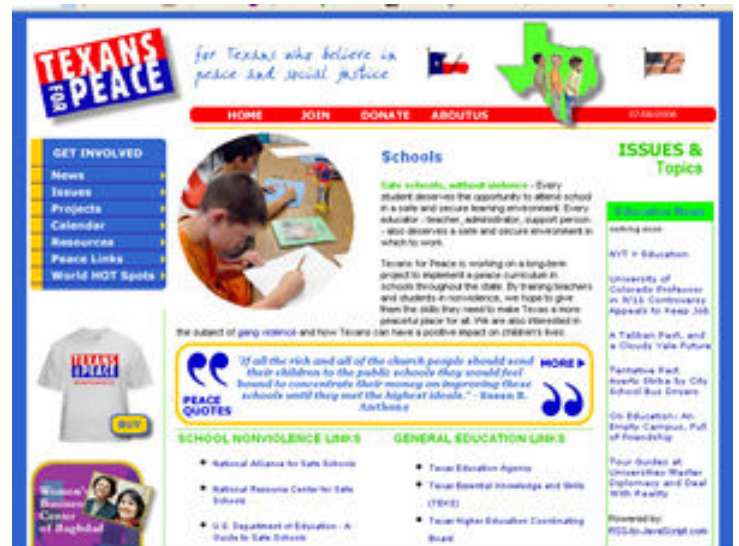 TEXANS
FOR PEACE
for Texans who believe in
peace and social justice
HOME JOIN DONATE ABOUT US
GET INVOLVED
News
Issues
Projects
Calendar
Resources
Peace Links
World HOT Spots
BUY
Women's
Business
Center
of Baghdad
Schools
Safe schools, without violence - Every
student deserves the opportunity to attend school
in a safe and secure learning environment. Every
educator - teacher, administrator, support person
- also deserves a safe and secure environment in
which to work.
Texans for Peace is working on a long-term
project to implement a peace curriculum in
schools throughout the state. By training teachers
and students in nonviolence, we hope to give
them the skills they need to make Texas a more
peaceful place for all. We are also interested in
the subject of gang violence and how Texans can have a positive impact on children's lives.
"If all the rich and all of the church people should send
their children to the public schools they would feel
bound to concentrate their money on improving these
schools until they met the highest ideals." - Susan B.
Anthony
MORE
PEACE
QUOTES
SCHOOL NONVIOLENCE LINKS
National Alliance for Safe Schools
National Resource Center for Safe
Schools
U.S. Department of Education - A
Guide to Safe Schools
GENERAL EDUCATION LINKS
Texas Education Agency
Texas Essential Knowledge and Skills
(TEKS)
Texas Higher Education Coordinating
Board
ISSUES &
Topics
Education News
NYT > Education
University of
Colorado Professor
in 9/11 Controversy
Appeals to Keep Job
A Taliban Past, and
a Cloudy Yale Future
Tentative Pact
Averts Strike by City
School Bus Drivers
On Education: An
Empty Campus, Full
of Friendship
Tour Guides at
Universities Master
Diplomacy and Deal
With Reality
Powered by:
RSS-to-JavaScript.com